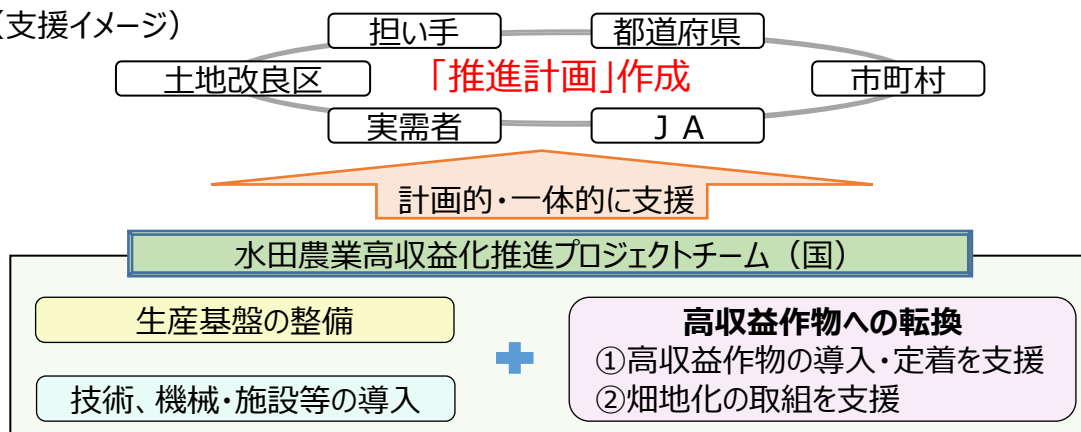 （支援イメージ）
担い手
都道府県
土地改良区
「推進計画」作成
市町村
実需者
ＪＡ
計画的・一体的に支援
水田農業高収益化推進プロジェクトチーム（国）
生産基盤の整備
技術、機械・施設等の導入
高収益作物への転換
①高収益作物の導入・定着を支援
②畑地化の取組を支援